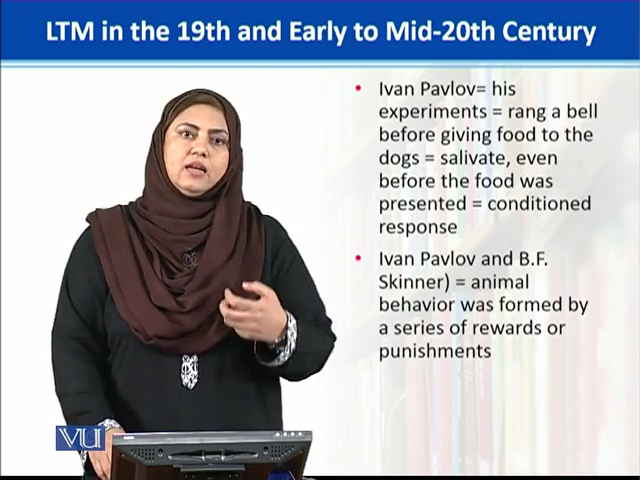 LTM in the 19th and Early to Mid-20th Century
• Ivan Pavlov= his
experiments = rang a bell
before giving food to the
dogs = salivate, even
before the food was
presented = conditioned
response
• Ivan Pavlov and B.F.
Skinner) = animal
behavior was formed by
a series of rewards or
punishments
VU